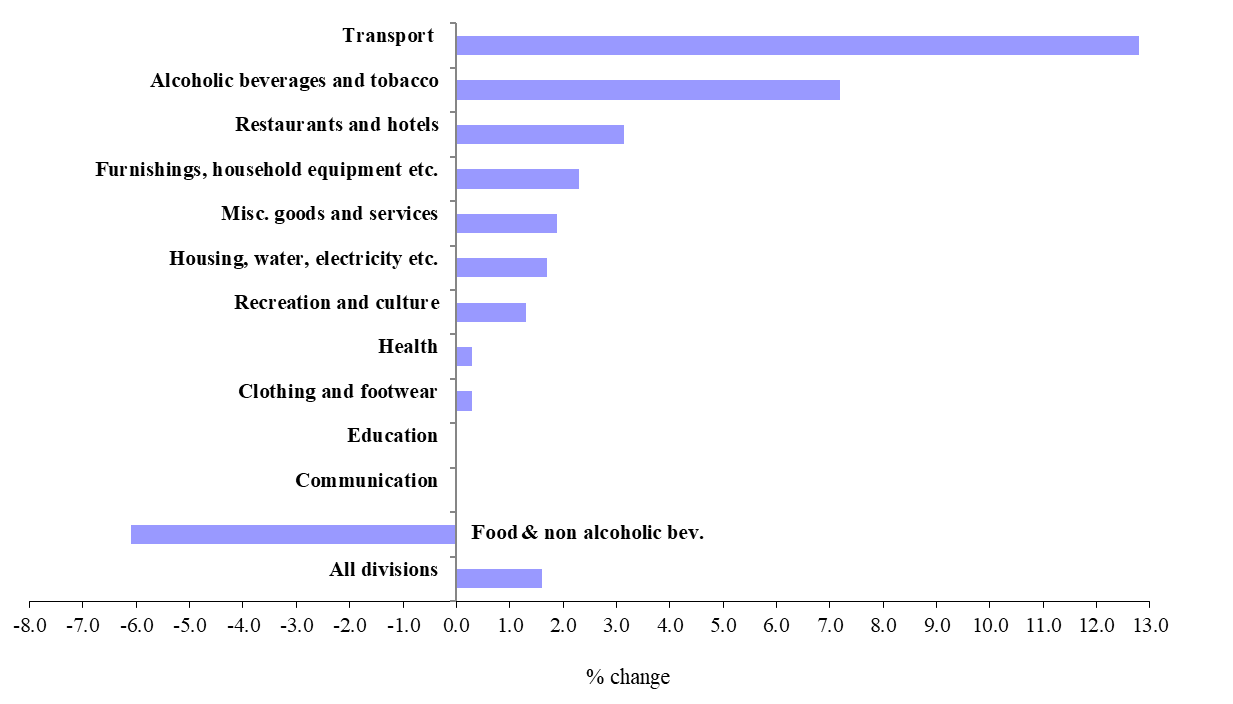 Transport
Alcoholic beverages and tobacco
Restaurants and hotels
Furnishings, household equipment etc.
Misc. goods and services
Housing, water, electricity etc.
Recreation and culture
Health
Clothing and footwear
Education
Communication
Food & non alcoholic bev.
All divisions
-8.0 -7.0 -6.0 -5.0 -4.0 -3.0 -2.0 -1.0 0.0 1.0 2.0 3.0 4.0 5.0 6.0 7.0 8.0 9.0 10.0 11.0 12.0 13.0
% change